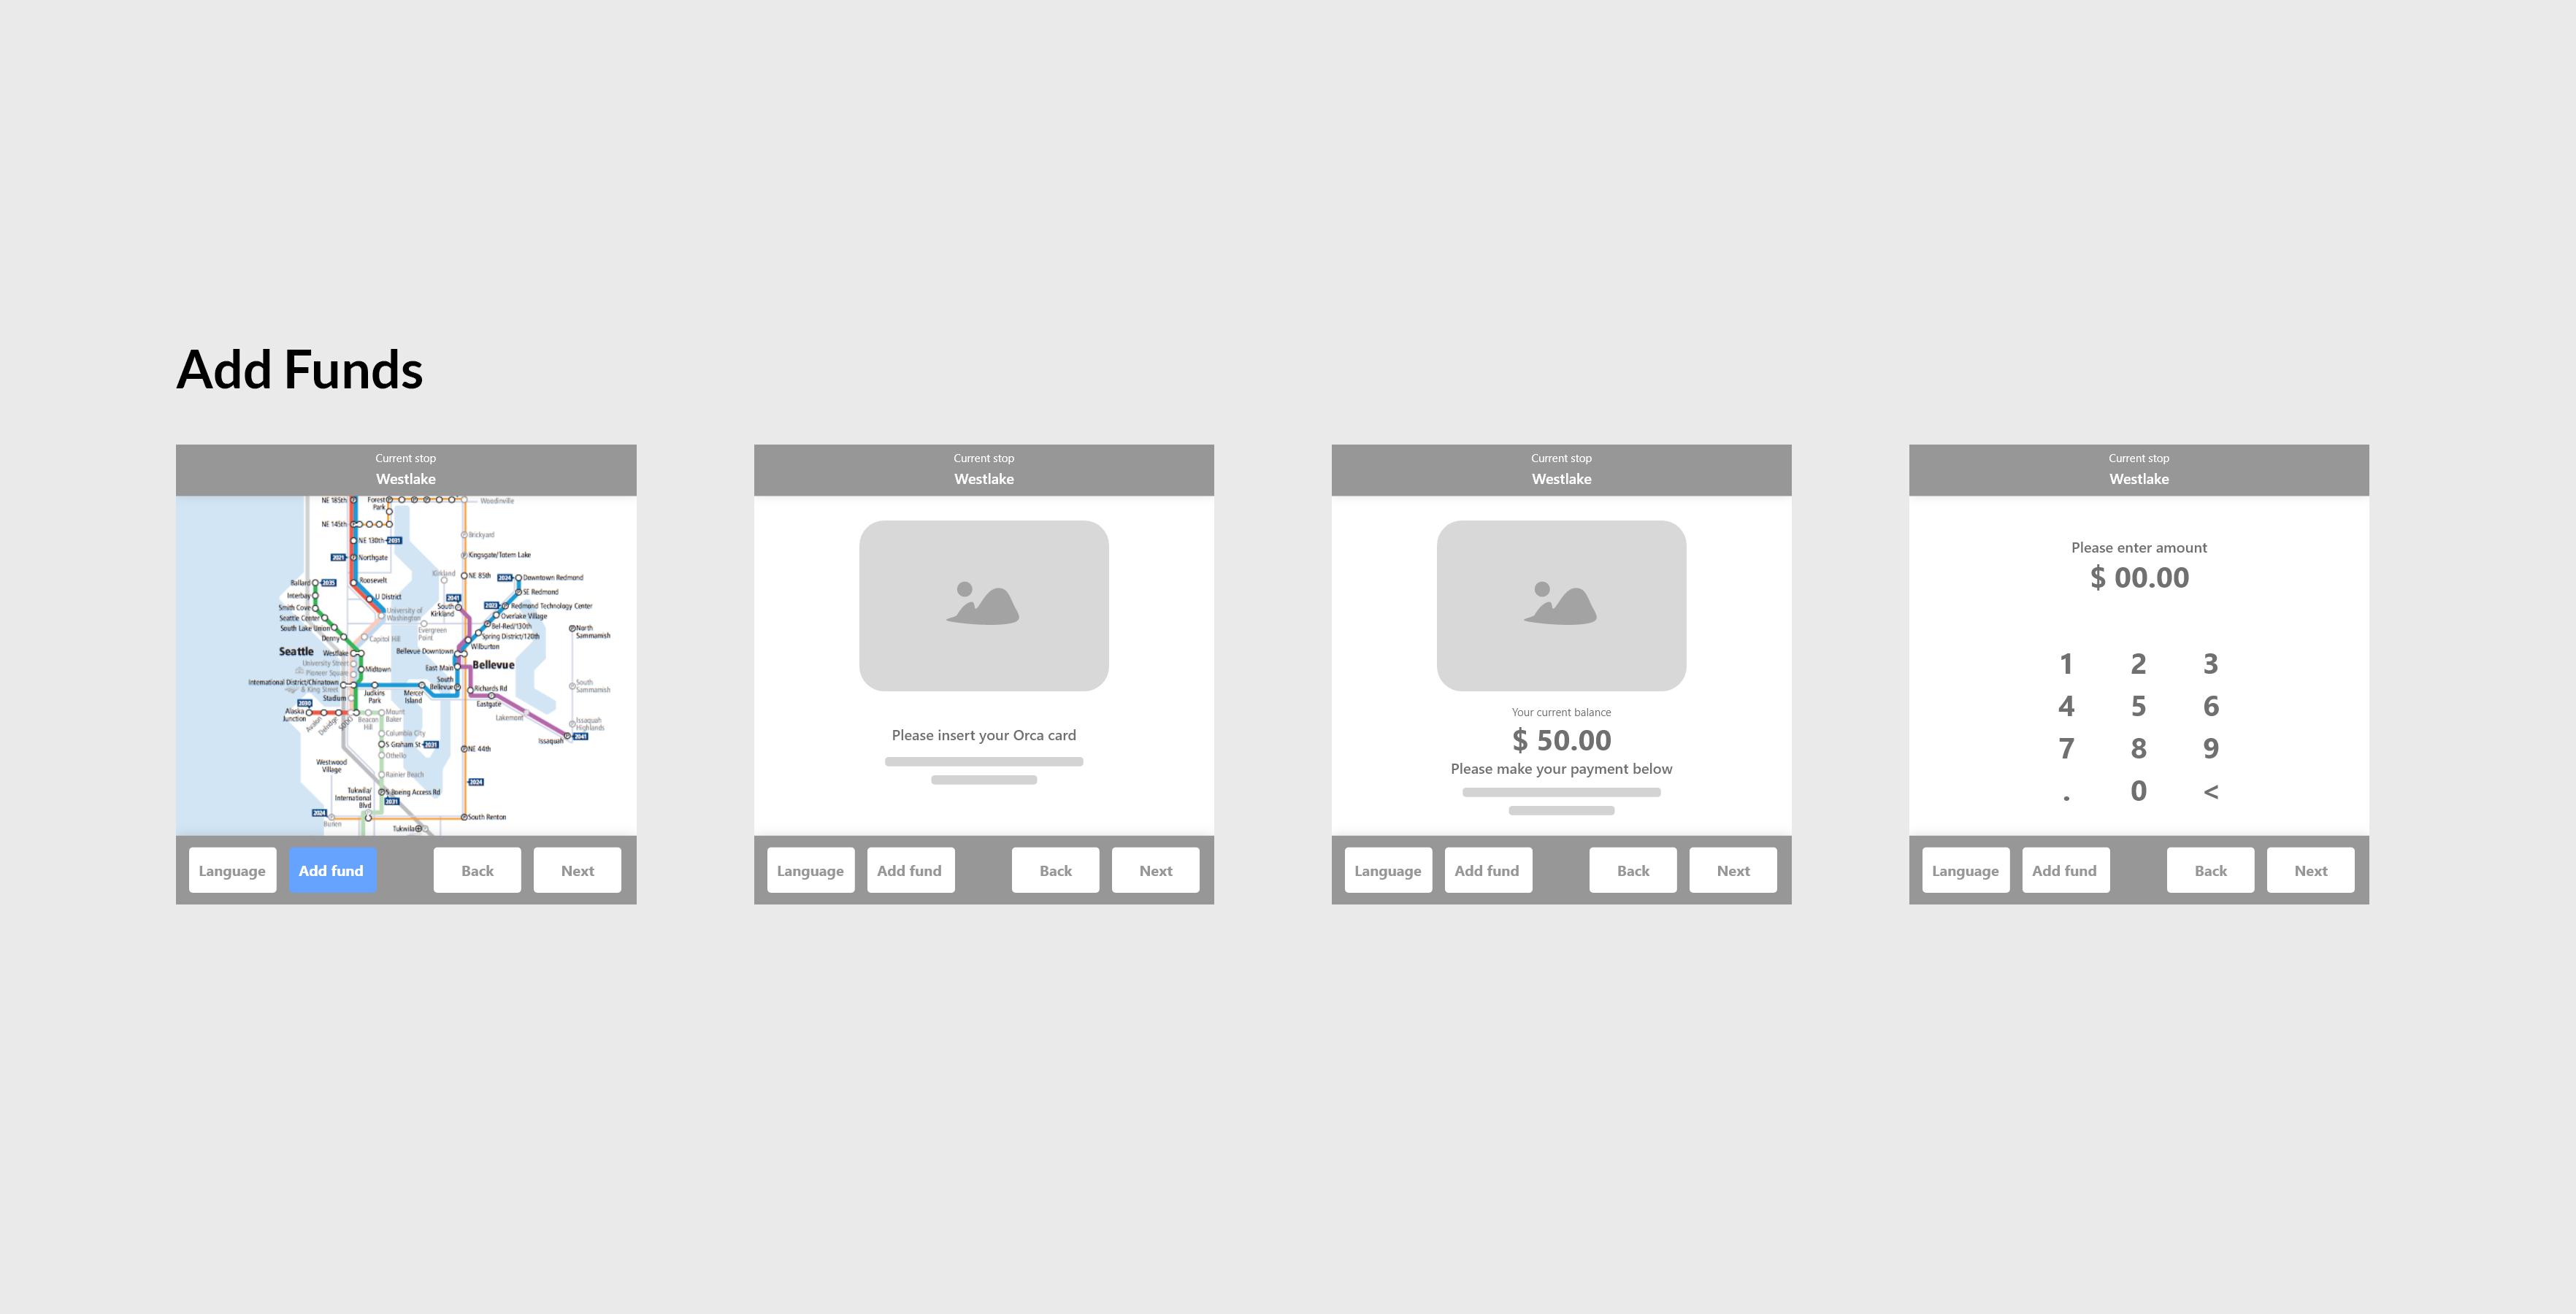 Add Funds
Current stop
Westlake
NE 185th
Forest Park
Woodinville
NE 145th
Brickyard
NE 130th 2031
2021 Northgate
Kingsgate/Totem Lake
Kirkland
NE 85th
2024 Downtown Redmond
Ballard 2035
Roosevelt
SE Redmond
Interbay
U District
2041
Smith Cove
South Kirkland
Redmond Technology Center
University of Washington
Overlake Village
Seattle Center
Bel-Red/130th
South Lake Union
Evergreen Point
Spring District/120th
North Sammamish
Denny
Capitol Hill
Wilburton
Seattle
Westlake
Bellevue Downtown
University Street
Bellevue
Pioneer Square
Midtown
East Main
International District/Chinatown
& King Street
South Bellevue
Richards Rd
South Sammamish
Stadium
Judkins Park
Mercer Island
Eastgate
2030
Alaska Junction
Avalon
Delridge
SODO
Beacon Hill
Mount Baker
Lakemont
Issaquah Highlands
Columbia City
Issaquah 2041
S Graham St 2031
NE 44th
Othello
Westwood Village
Rainier Beach
2024
Tukwila/
International
Blvd
S Boeing Access Rd
2031
2024
Burien
South Renton
Tukwila
Language
Add fund
Back
Next
Current stop
Westlake
Please insert your Orca card
Language
Add fund
Back
Next
Current stop
Westlake
Your current balance
$ 50.00
Please make your payment below
Language
Add fund
Back
Next
Current stop
Westlake
Please enter amount
$ 00.00
1 2 3
4 5 6
7 8 9
. 0 <
Language
Add fund
Back
Next